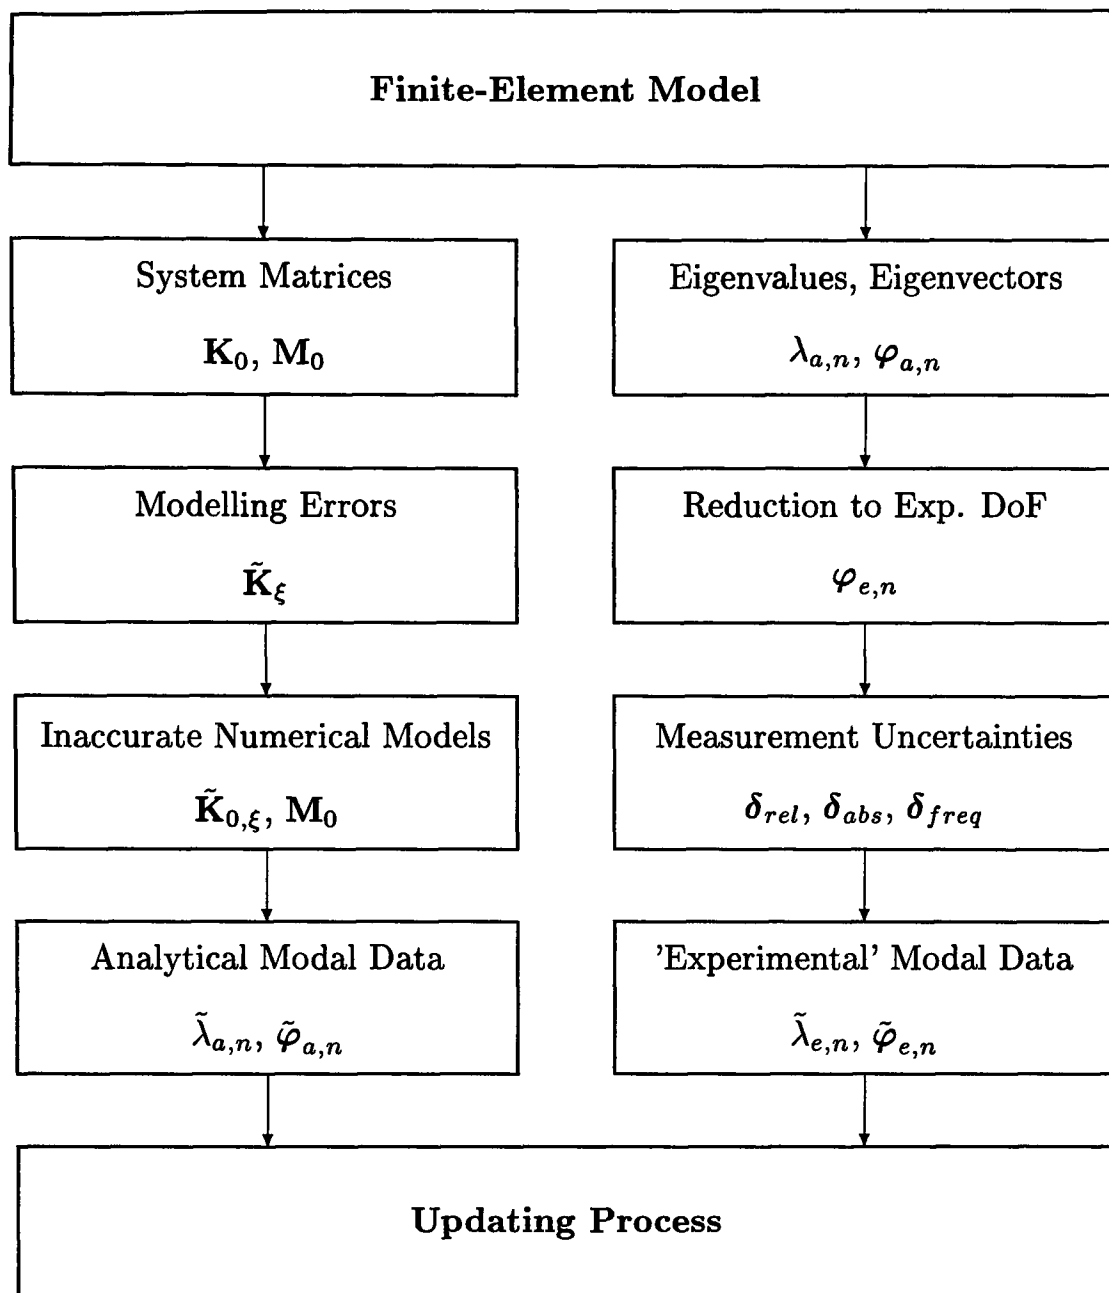 Finite-Element Model
System Matrices
K₀, M₀
Eigenvalues, Eigenvectors
λ_{a,n}, φ_{a,n}
Modelling Errors
K̃_ξ
Reduction to Exp. DoF
φ_{e,n}
Inaccurate Numerical Models
K̃_{0,ξ}, M₀
Measurement Uncertainties
δ_{rel}, δ_{abs}, δ_{freq}
Analytical Modal Data
λ̃_{a,n}, φ̃_{a,n}
'Experimental' Modal Data
λ̃_{e,n}, φ̃_{e,n}
Updating Process